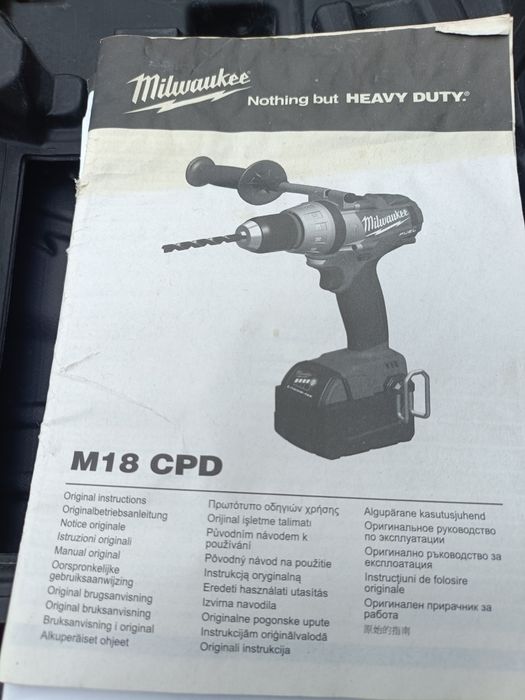 Milwaukee
Nothing but HEAVY DUTY.®
Milwaukee
FUEL
Milwaukee
M18 CPD
Original instructions
Originalbetriebsanleitung
Notice originale
Istruzioni originali
Manual original
Oorspronkelijke
gebruiksaanwijzing
Original brugsanvisning
Original bruksanvisning
Bruksanvisning i original
Alkuperäiset ohjeet
Πρωτότυπο οδηγιών χρήσης
Orijinal işletme talimatı
Původním návodem k
používání
Pôvodný návod na použitie
Instrukcją oryginalną
Eredeti használati utasítás
Izvirna navodila
Originalne pogonske upute
Instrukcijām oriģinālvalodā
Originali instrukcija
Algupärane kasutusjuhend
Оригинальное руководство
по эксплуатации
Оригинално ръководство за
експлоатация
Instrucţiuni de folosire
originale
Оригинален прирачник за
работа
原始的指南